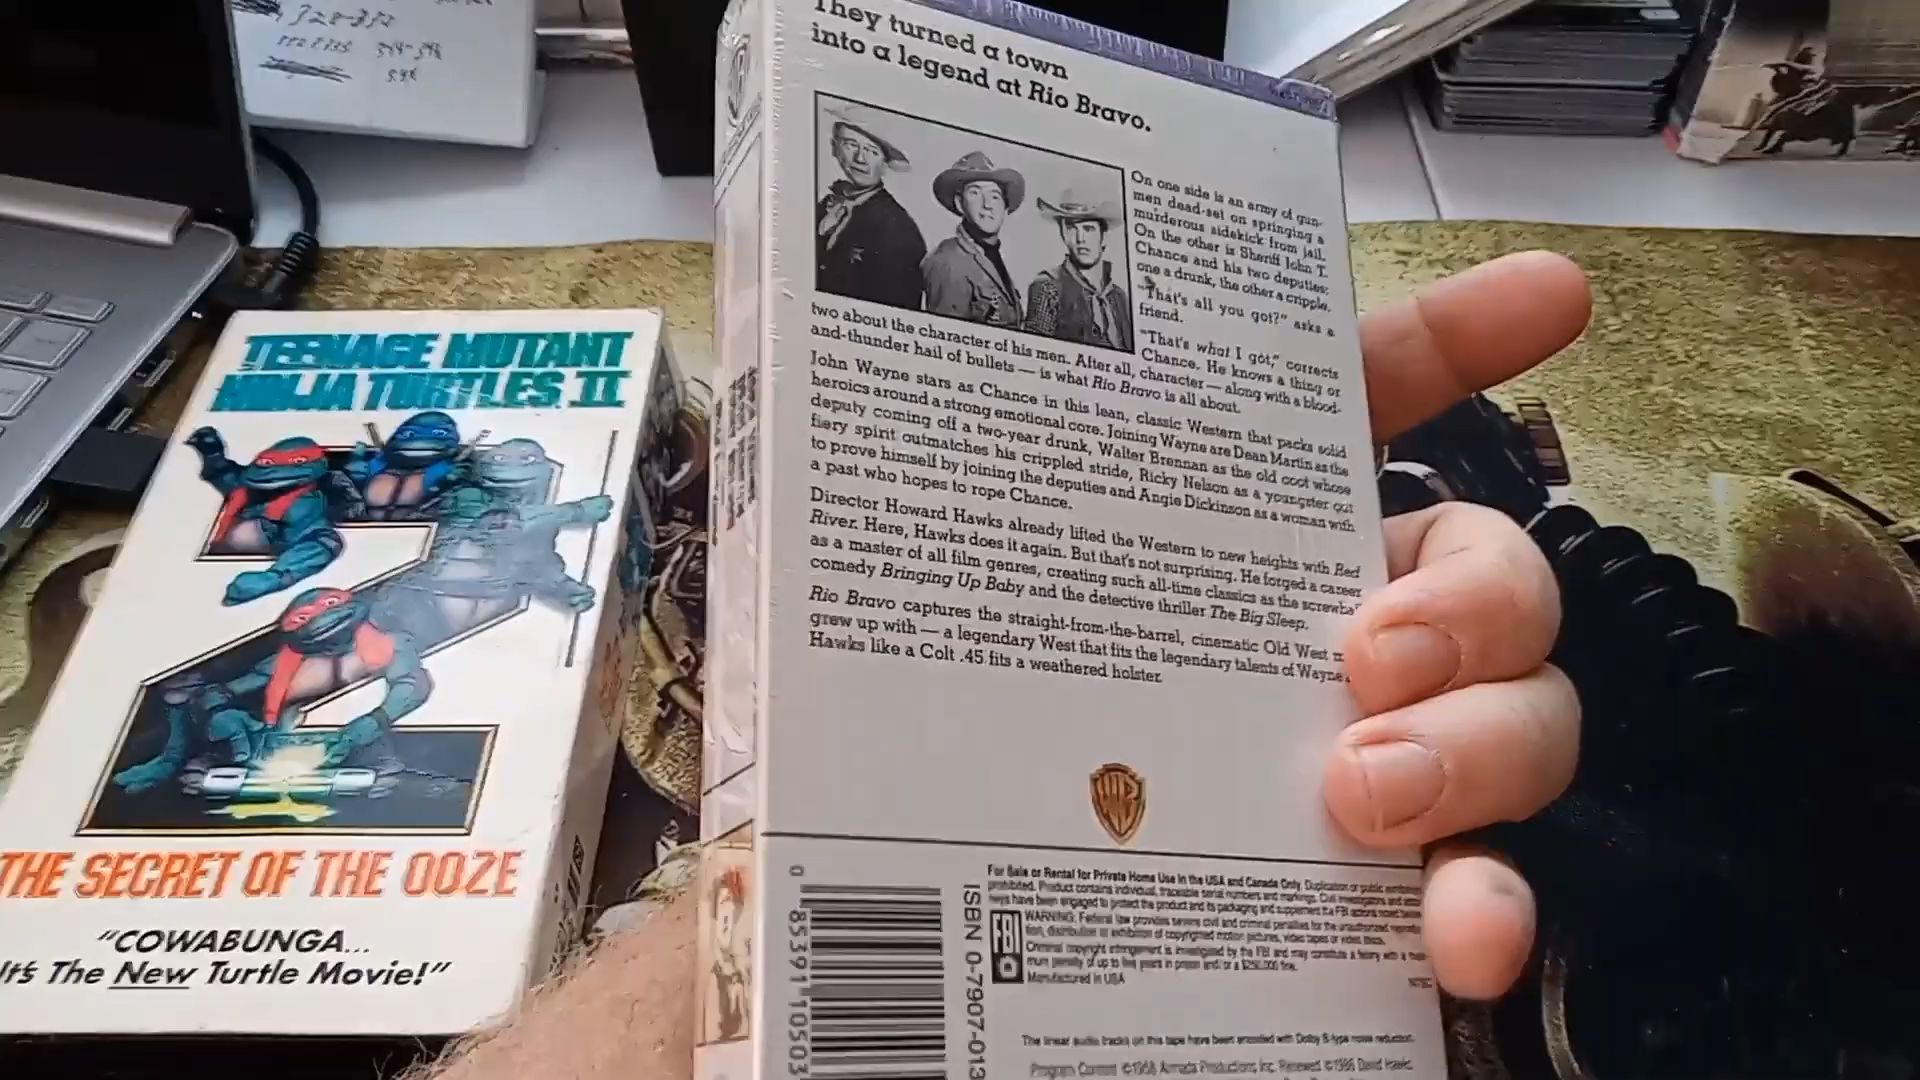 328-332
TEENAGE MUTANT
NINJA TURTLES II
THE SECRET OF THE OOZE
"COWABUNGA...
It's The New Turtle Movie!"
They turned a town
into a legend at Rio Bravo.
On one side is an army of gun-
men dead-set on springing a
murderous sidekick from jail.
On the other is Sheriff John T.
Chance and his two deputies:
one a drunk, the other a cripple.
"That's all you got?" asks a
friend.
"That's what I got," corrects
Chance. He knows a thing or
two about the character of his men. After all, character — along with a blood-
and-thunder hail of bullets — is what Rio Bravo is all about.
John Wayne stars as Chance in this lean, classic Western that packs solid
heroics around a strong emotional core. Joining Wayne are Dean Martin as the
deputy coming off a two-year drunk, Walter Brennan as the old coot whose
fiery spirit outmatches his crippled stride, Ricky Nelson as a youngster out
to prove himself by joining the deputies and Angie Dickinson as a woman with
a past who hopes to rope Chance.
Director Howard Hawks already lifted the Western to new heights with Red
River. Here, Hawks does it again. But that's not surprising. He forged a career
as a master of all film genres, creating such all-time classics as the screwba
comedy Bringing Up Baby and the detective thriller The Big Sleep.
Rio Bravo captures the straight-from-the-barrel, cinematic Old West
grew up with — a legendary West that fits the legendary talents of Wayne
Hawks like a Colt .45 fits a weathered holster.
WB
0 85391 10503
ISBN 0-7907-013
For Sale or Rental for Private Home Use in the USA and Canada Only. Duplication or public
prohibited. Product contains individual, traceable serial numbers and markings. Civil investigators
have been engaged to protect the product and its packaging and supplement the FBI
FBI
WARNING: Federal law provides severe civil and criminal penalties for the unauthorized
tion, distribution or exhibition of copyrighted motion pictures, video tapes or video discs.
Criminal copyright infringement is investigated by the FBI and may constitute a felony with a
mum penalty of up to five years in prison and/or a $250,000 fine.
Manufactured in USA
NTSC
The linear audio tracks on this tape have been encoded with Dolby B-type noise reduction.
Program Content Armada Productions, Inc. Renewed David Hawks